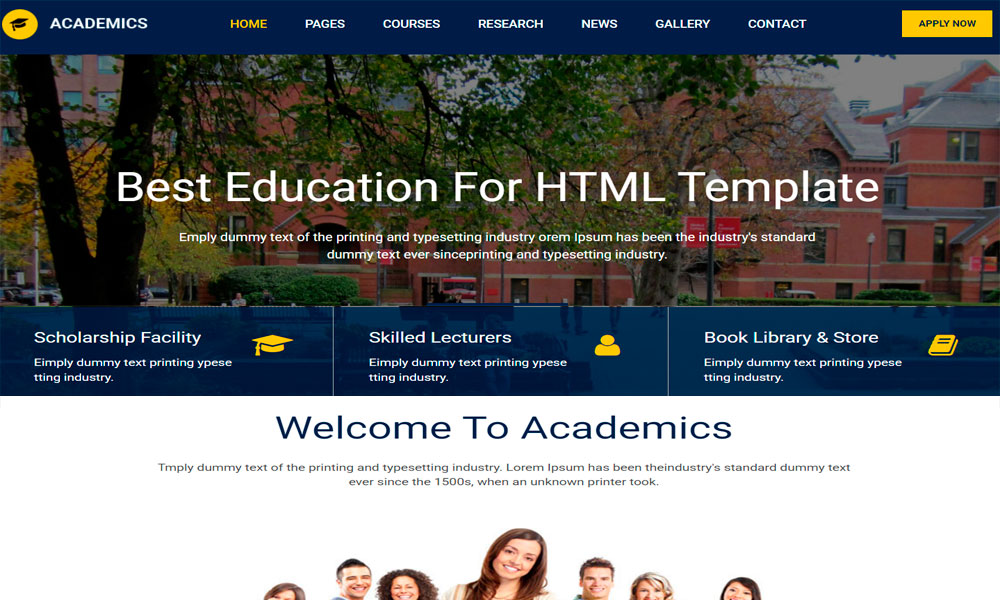 ACADEMICS
HOME PAGES COURSES RESEARCH NEWS GALLERY CONTACT
APPLY NOW
Best Education For HTML Template
Emply dummy text of the printing and typesetting industry orem Ipsum has been the industry's standard
dummy text ever sinceprinting and typesetting industry.
Scholarship Facility
Eimply dummy text printing ypese
tting industry.
Skilled Lecturers
Eimply dummy text printing ypese
tting industry.
Book Library & Store
Eimply dummy text printing ypese
tting industry.
Welcome To Academics
Tmply dummy text of the printing and typesetting industry. Lorem Ipsum has been theindustry's standard dummy text
ever since the 1500s, when an unknown printer took.